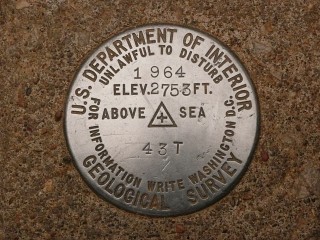 U.S. DEPARTMENT OF INTERIOR
UNLAWFUL TO DISTURB
1964
ELEV. 2753 FT.
ABOVE SEA
43T
FOR INFORMATION WRITE WASHINGTON D.C.
GEOLOGICAL SURVEY